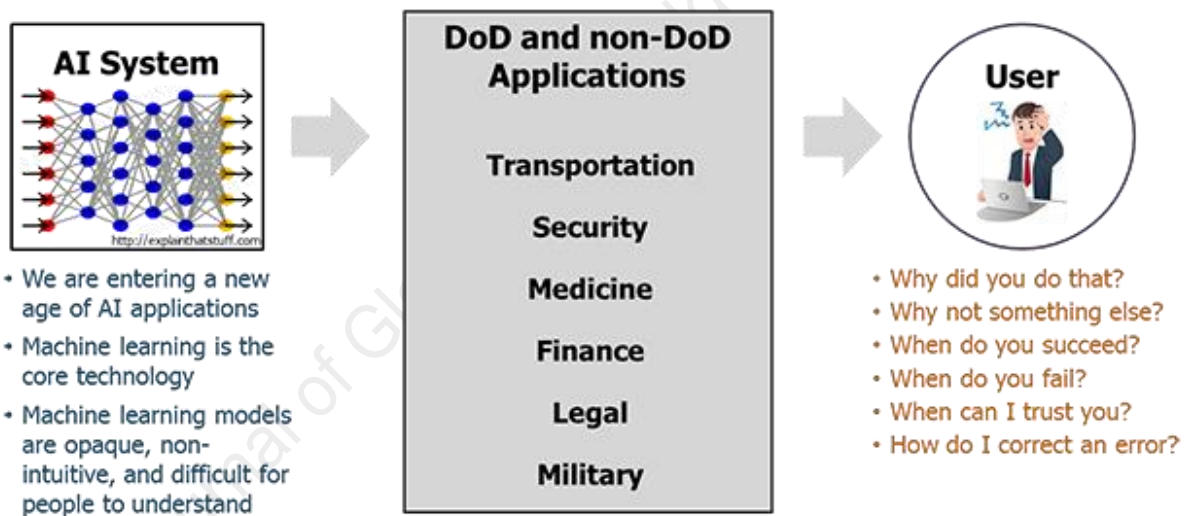 AI System
http://explanthatstuff.com
• We are entering a new
age of AI applications
• Machine learning is the
core technology
• Machine learning models
are opaque, non-
intuitive, and difficult for
people to understand
DoD and non-DoD
Applications
Transportation
Security
Medicine
Finance
Legal
Military
User
• Why did you do that?
• Why not something else?
• When do you succeed?
• When do you fail?
• When can I trust you?
• How do I correct an error?